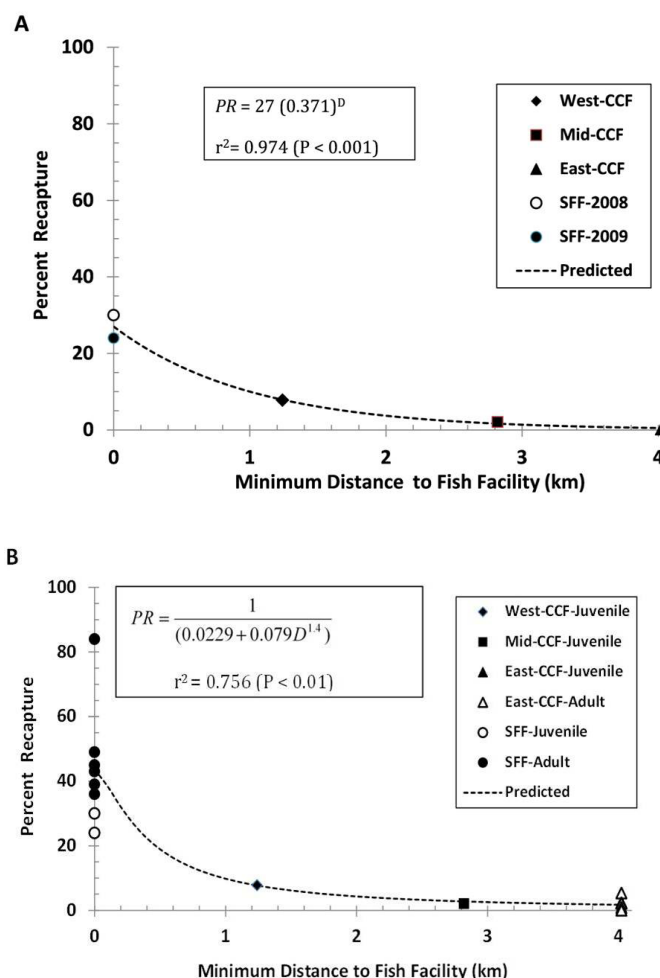 A
100
80
60
40
20
0
Percent Recapture
PR = 27 (0.371)ᴰ
r²= 0.974 (P < 0.001)
West-CCF
Mid-CCF
East-CCF
SFF-2008
SFF-2009
Predicted
0 1 2 3 4
Minimum Distance to Fish Facility (km)
B
100
80
60
40
20
0
Percent Recapture
PR = 1 / (0.0229+0.079D^1.4)
r² = 0.756 (P < 0.01)
West-CCF-Juvenile
Mid-CCF-Juvenile
East-CCF-Juvenile
East-CCF-Adult
SFF-Juvenile
SFF-Adult
Predicted
0 1 2 3 4
Minimum Distance to Fish Facility (km)